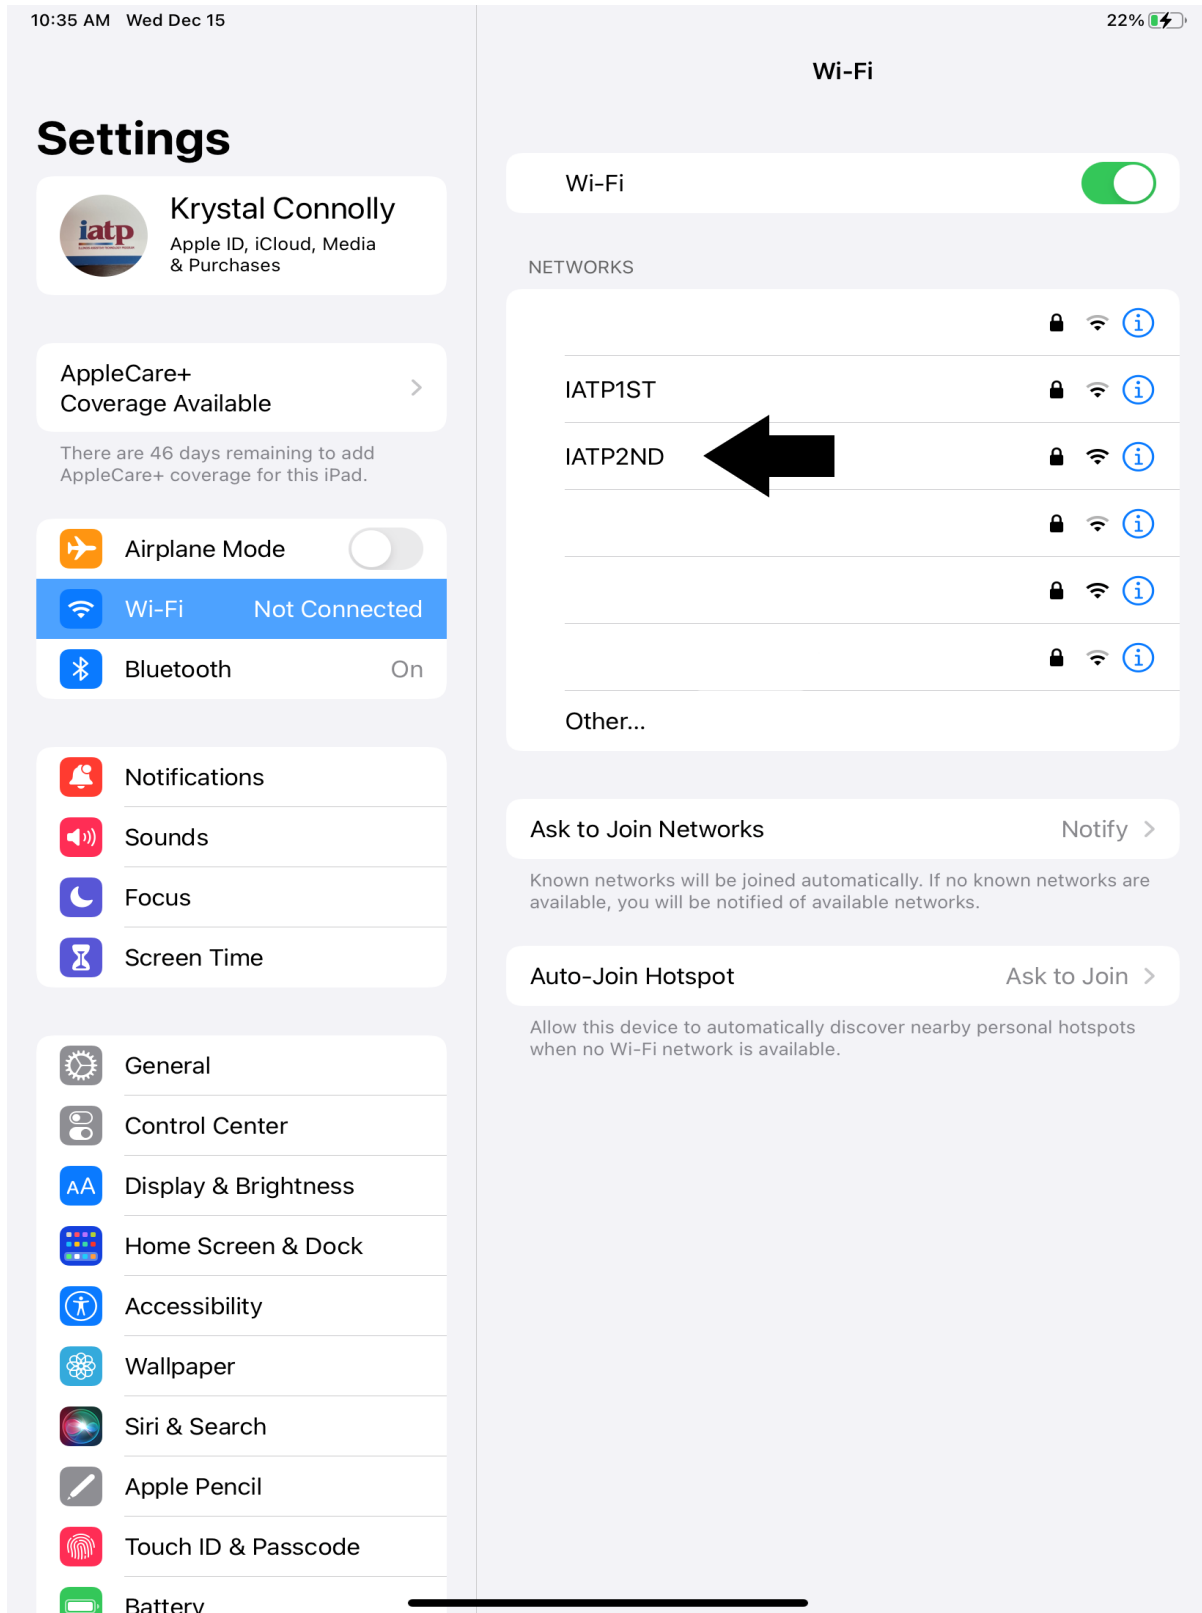 10:35 AM Wed Dec 15
22%
Settings
iatp
Krystal Connolly
Apple ID, iCloud, Media
& Purchases
AppleCare+
Coverage Available
There are 46 days remaining to add
AppleCare+ coverage for this iPad.
Airplane Mode
Wi-Fi Not Connected
Bluetooth On
Notifications
Sounds
Focus
Screen Time
General
Control Center
AA Display & Brightness
Home Screen & Dock
Accessibility
Wallpaper
Siri & Search
Apple Pencil
Touch ID & Passcode
Battery
Wi-Fi
Wi-Fi
NETWORKS
IATP1ST
IATP2ND
Other...
Ask to Join Networks Notify
Known networks will be joined automatically. If no known networks are
available, you will be notified of available networks.
Auto-Join Hotspot Ask to Join
Allow this device to automatically discover nearby personal hotspots
when no Wi-Fi network is available.